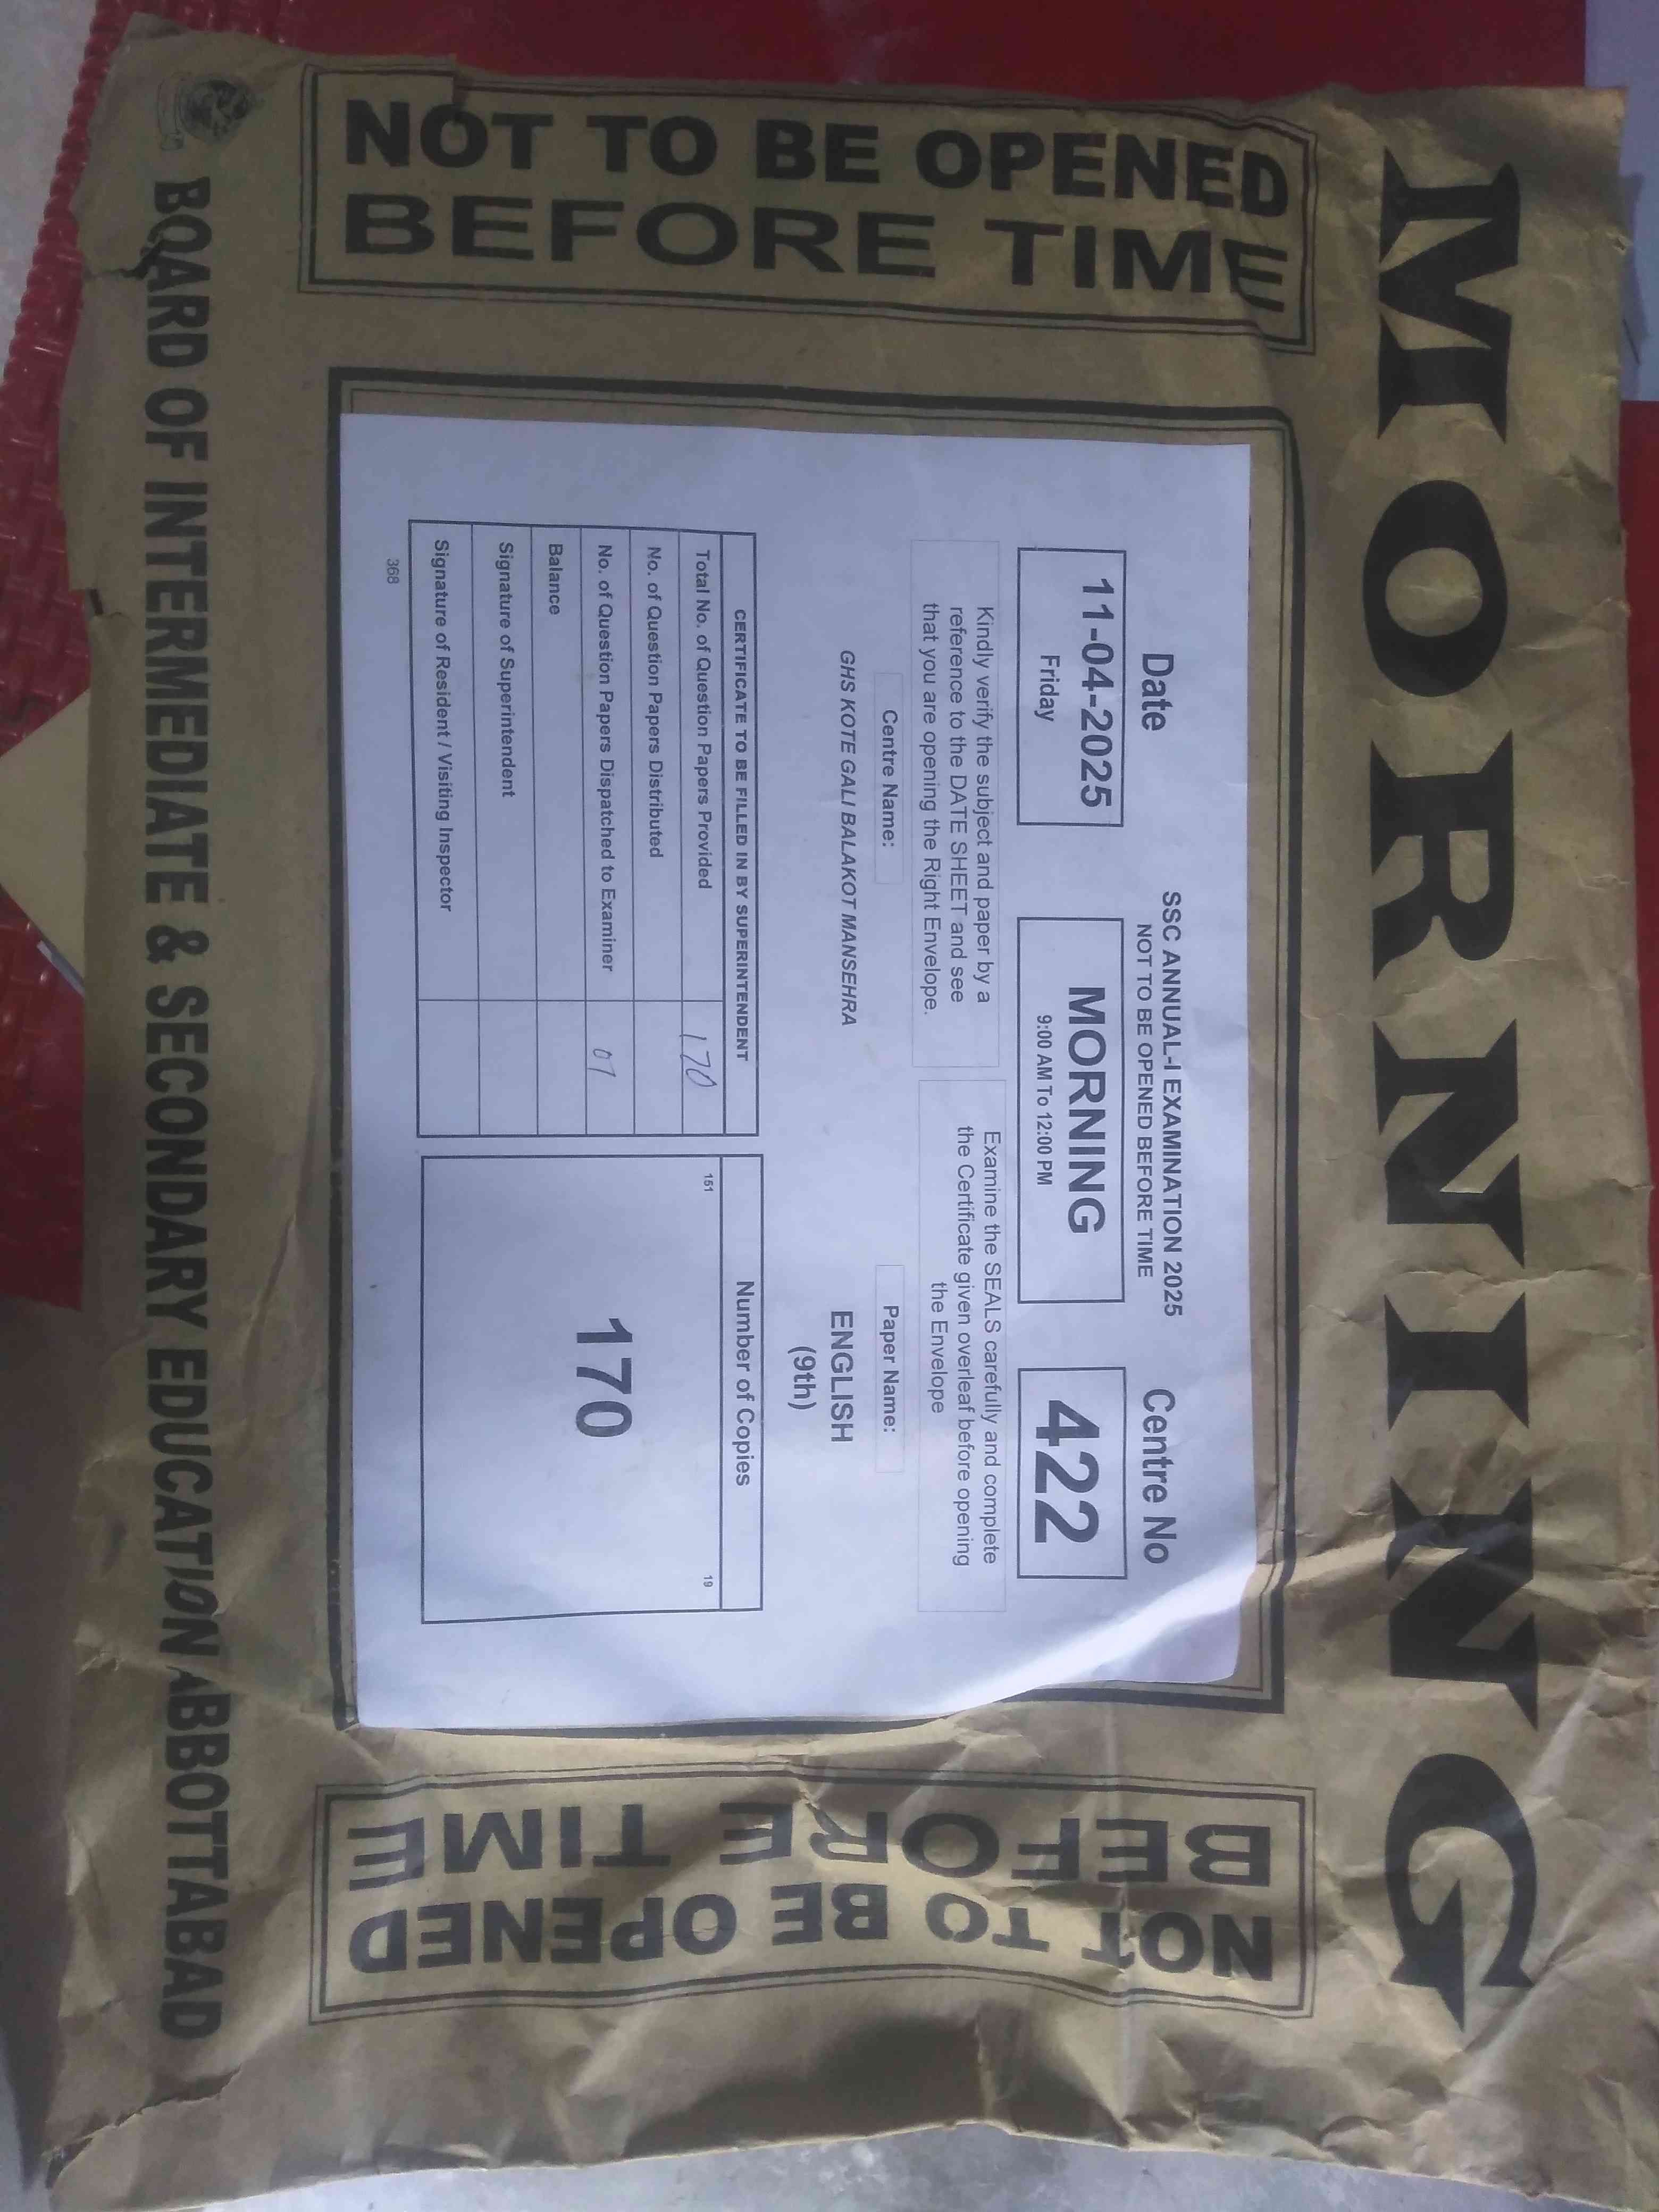 MORNING
NOT TO BE OPENED
BEFORE TIME
SSC ANNUAL-I EXAMINATION 2025
NOT TO BE OPENED BEFORE TIME
Date
11-04-2025
Friday
MORNING
9:00 AM To 12:00 PM
Centre No
422
Kindly verify the subject and paper by a
reference to the DATE SHEET and see
that you are opening the Right Envelope.
Examine the SEALS carefully and complete
the Certificate given overleaf before opening
the Envelope
Centre Name:
GHS KOTE GALI BALAKOT MANSEHRA
Paper Name:
ENGLISH
(9th)
CERTIFICATE TO BE FILLED IN BY SUPERINTENDENT
Total No. of Question Papers Provided 170
No. of Question Papers Distributed
No. of Question Papers Dispatched to Examiner 07
Balance
Signature of Superintendent
Signature of Resident / Visiting Inspector
368
Number of Copies
151 19
170
NOT TO BE OPENED
BEFORE TIME
BOARD OF INTERMEDIATE & SECONDARY EDUCATION ABBOTTABAD